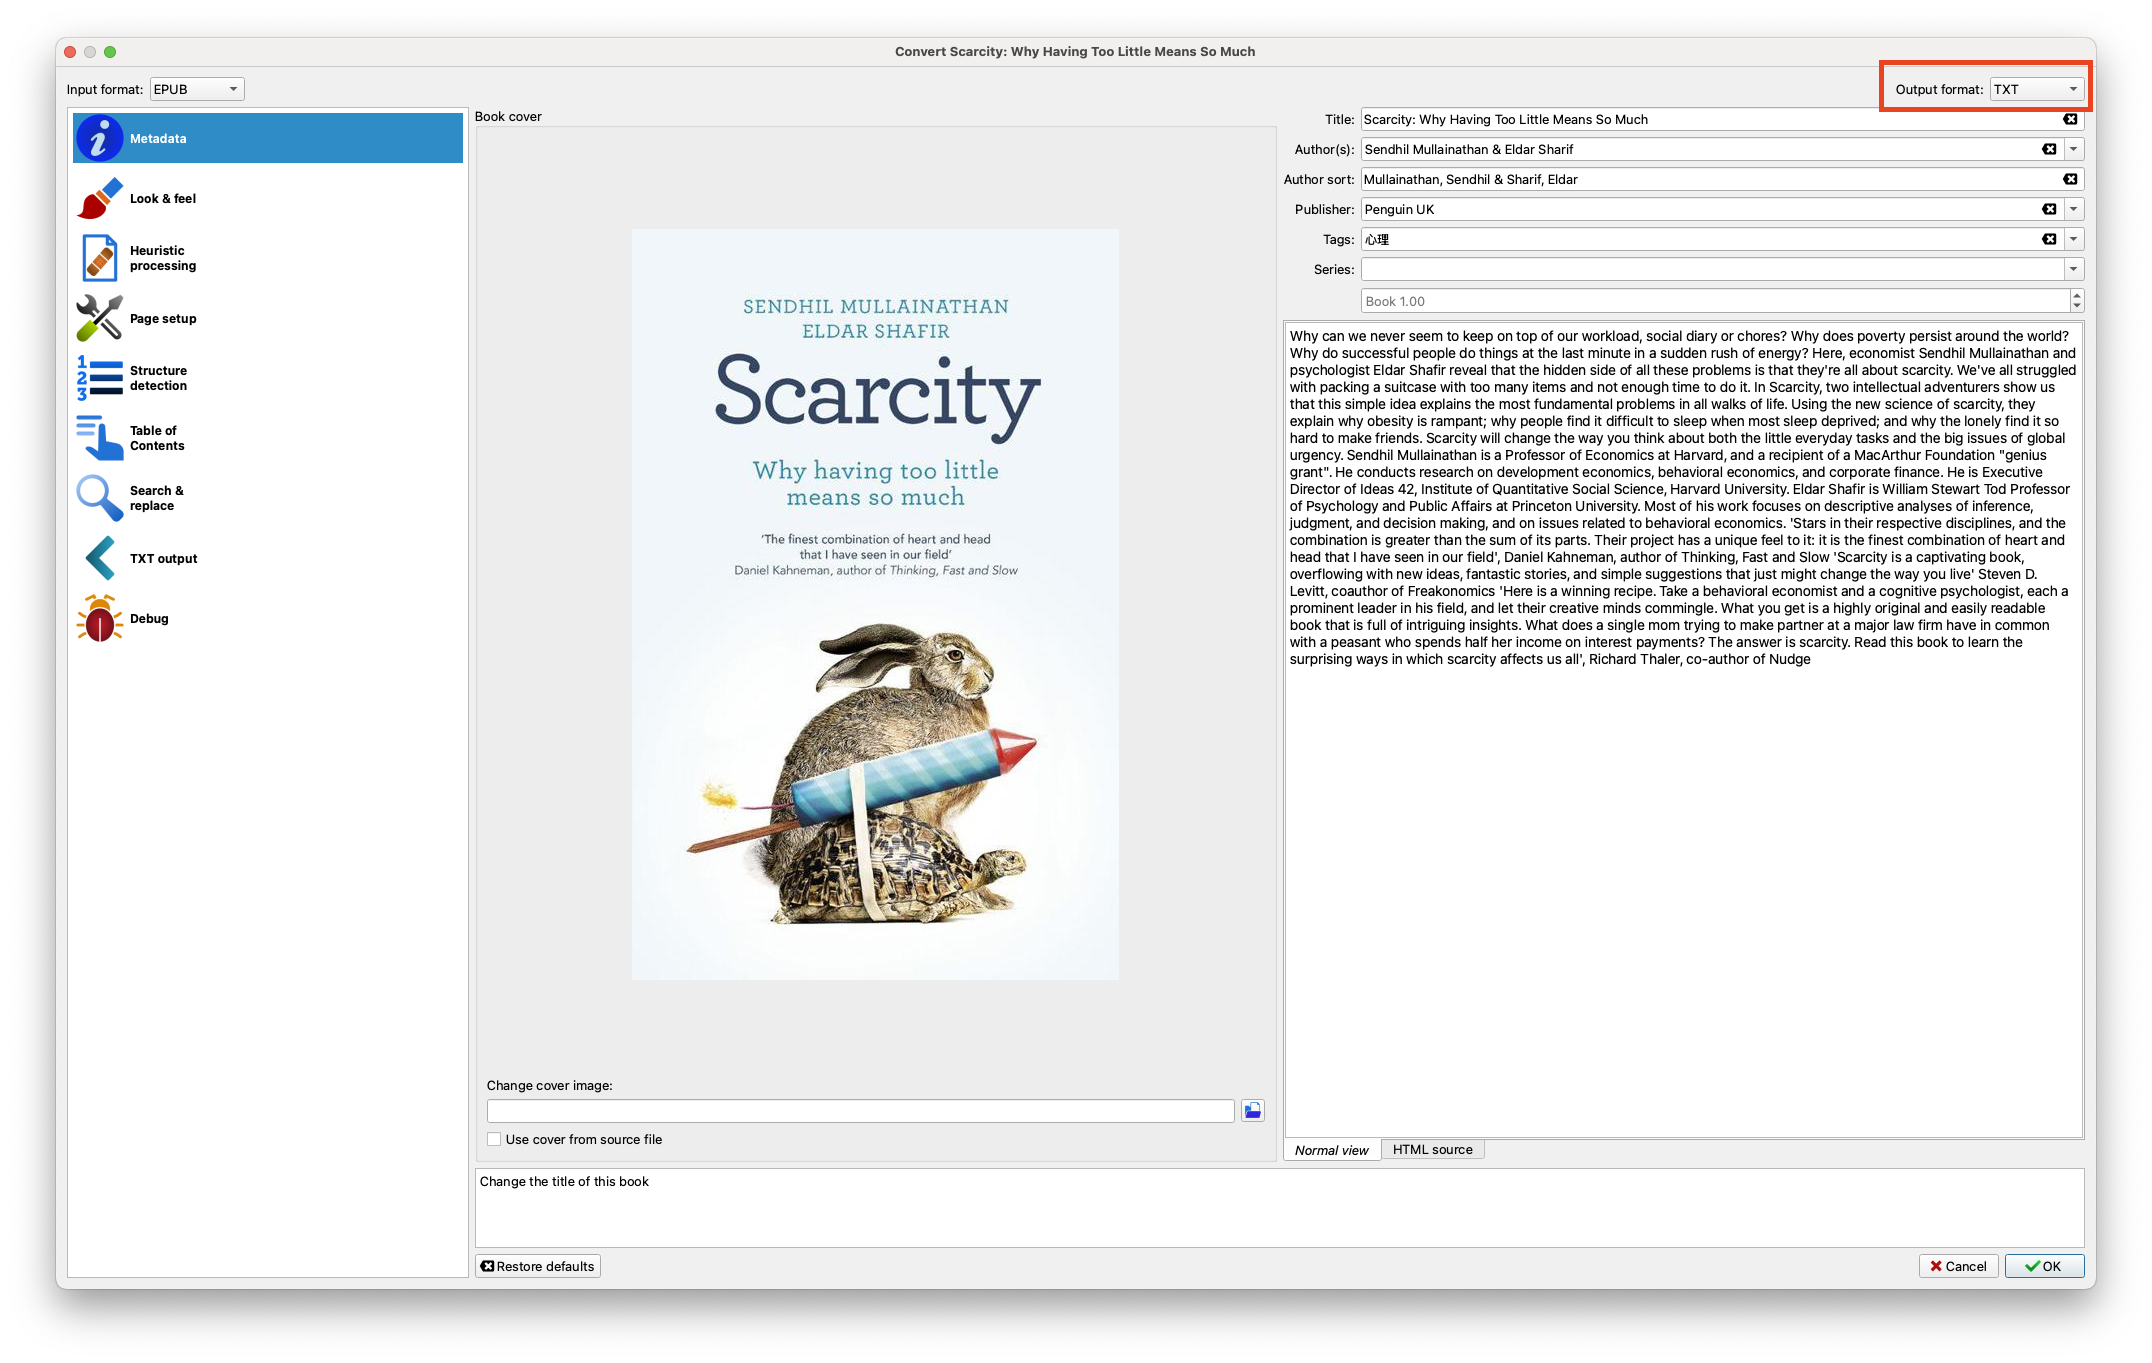 Convert Scarcity: Why Having Too Little Means So Much
Input format: EPUB
Output format: TXT
Metadata
Look & feel
Heuristic
processing
Page setup
Structure
detection
Table of
Contents
Search &
replace
TXT output
Debug
Book cover
SENDHIL MULLAINATHAN
ELDAR SHAFIR
Scarcity
Why having too little
means so much
'The finest combination of heart and head
that I have seen in our field'
Daniel Kahneman, author of Thinking, Fast and Slow
Change cover image:
Use cover from source file
Title: Scarcity: Why Having Too Little Means So Much
Author(s): Sendhil Mullainathan & Eldar Sharif
Author sort: Mullainathan, Sendhil & Sharif, Eldar
Publisher: Penguin UK
Tags: 心理
Series:
Book 1.00
Why can we never seem to keep on top of our workload, social diary or chores? Why does poverty persist around the world?
Why do successful people do things at the last minute in a sudden rush of energy? Here, economist Sendhil Mullainathan and
psychologist Eldar Shafir reveal that the hidden side of all these problems is that they're all about scarcity. We've all struggled
with packing a suitcase with too many items and not enough time to do it. In Scarcity, two intellectual adventurers show us
that this simple idea explains the most fundamental problems in all walks of life. Using the new science of scarcity, they
explain why obesity is rampant; why people find it difficult to sleep when most sleep deprived; and why the lonely find it so
hard to make friends. Scarcity will change the way you think about both the little everyday tasks and the big issues of global
urgency. Sendhil Mullainathan is a Professor of Economics at Harvard, and a recipient of a MacArthur Foundation "genius
grant". He conducts research on development economics, behavioral economics, and corporate finance. He is Executive
Director of Ideas 42, Institute of Quantitative Social Science, Harvard University. Eldar Shafir is William Stewart Tod Professor
of Psychology and Public Affairs at Princeton University. Most of his work focuses on descriptive analyses of inference,
judgment, and decision making, and on issues related to behavioral economics. 'Stars in their respective disciplines, and the
combination is greater than the sum of its parts. Their project has a unique feel to it: it is the finest combination of heart and
head that I have seen in our field', Daniel Kahneman, author of Thinking, Fast and Slow 'Scarcity is a captivating book,
overflowing with new ideas, fantastic stories, and simple suggestions that just might change the way you live' Steven D.
Levitt, coauthor of Freakonomics 'Here is a winning recipe. Take a behavioral economist and a cognitive psychologist, each a
prominent leader in his field, and let their creative minds commingle. What you get is a highly original and easily readable
book that is full of intriguing insights. What does a single mom trying to make partner at a major law firm have in common
with a peasant who spends half her income on interest payments? The answer is scarcity. Read this book to learn the
surprising ways in which scarcity affects us all', Richard Thaler, co-author of Nudge
Normal view
HTML source
Change the title of this book
Restore defaults
Cancel
OK